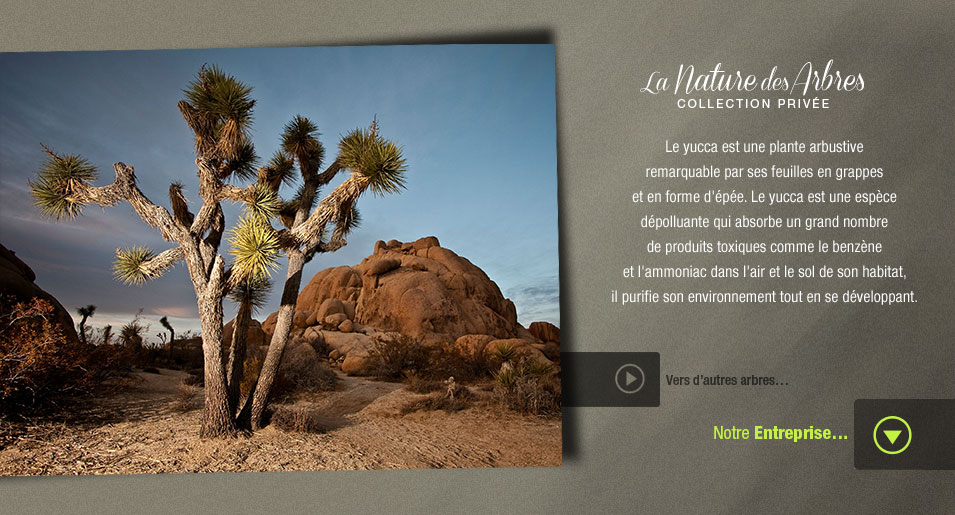 La Nature des Arbres
COLLECTION PRIVÉE
Le yucca est une plante arbustive
remarquable par ses feuilles en grappes
et en forme d'épée. Le yucca est une espèce
dépolluante qui absorbe un grand nombre
de produits toxiques comme le benzène
et l'ammoniac dans l'air et le sol de son habitat,
il purifie son environnement tout en se développant.
Vers d'autres arbres...
Notre Entreprise...